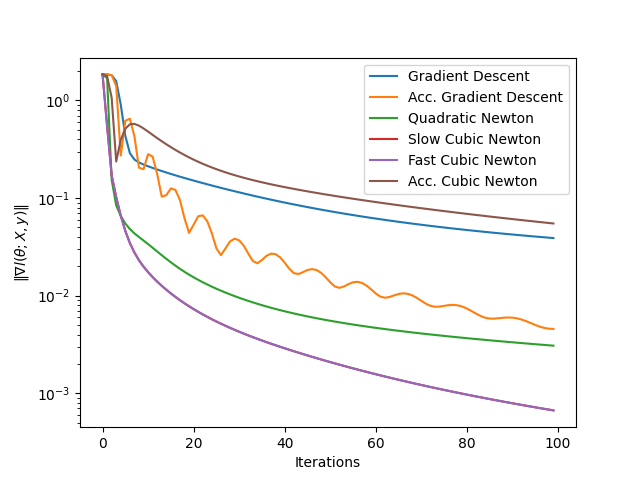 Gradient Descent
Acc. Gradient Descent
Quadratic Newton
Slow Cubic Newton
Fast Cubic Newton
Acc. Cubic Newton
10⁰
10⁻¹
10⁻²
10⁻³
‖∇l(θ; X, y)‖
0 20 40 60 80 100
Iterations